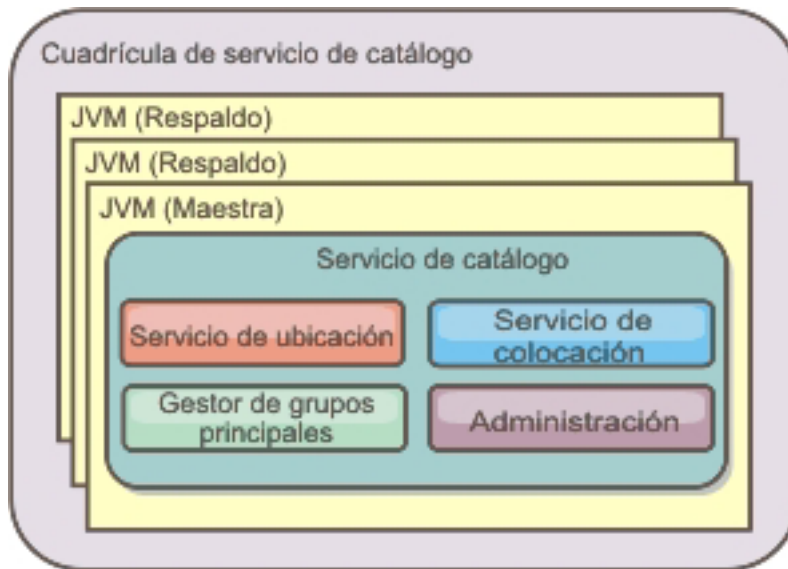 Cuadrícula de servicio de catálogo
JVM (Respaldo)
JVM (Respaldo)
JVM (Maestra)
Servicio de catálogo
Servicio de ubicación
Servicio de
colocación
Gestor de grupos
principales
Administración